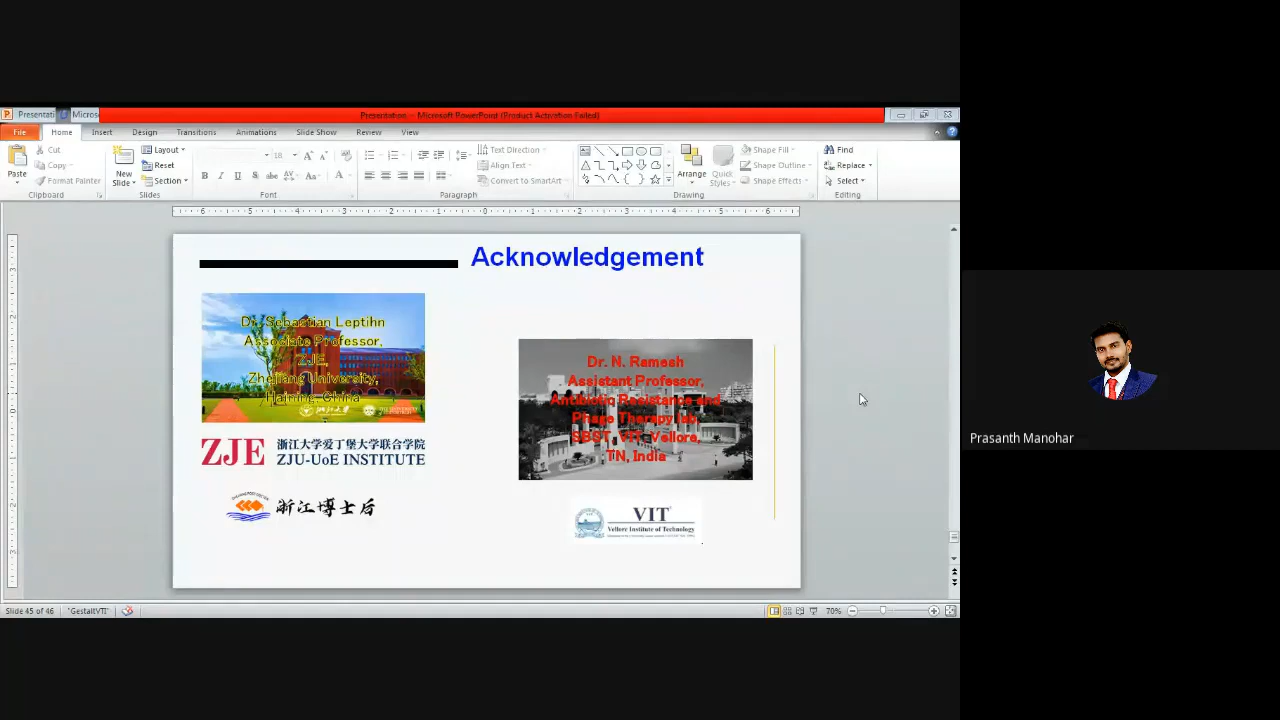 Presentation - Microsoft PowerPoint (Product Activation Failed)
File Home Insert Design Transitions Animations Slide Show Review View
Paste
Cut
Copy
Format Painter
Clipboard
New Slide
Layout
Reset
Section
Slides
18
Font
Text Direction
Align Text
Convert to SmartArt
Paragraph
Arrange
Quick Styles
Shape Fill
Shape Outline
Shape Effects
Drawing
Find
Replace
Select
Editing
Acknowledgement
Dr. Sebastian Leptihn
Associate Professor,
ZJE,
Zhejiang University,
Haining, China
ZJE 浙江大学爱丁堡大学联合学院
ZJU-UoE INSTITUTE
浙江博士后
Dr. N. Ramesh
Assistant Professor,
Antibiotic Resistance and
Phage Therapy lab,
SBST, VIT, Vellore,
TN, India
VIT
Vellore Institute of Technology
Prasanth Manohar
Slide 45 of 46
"GestaltVTI"
70%